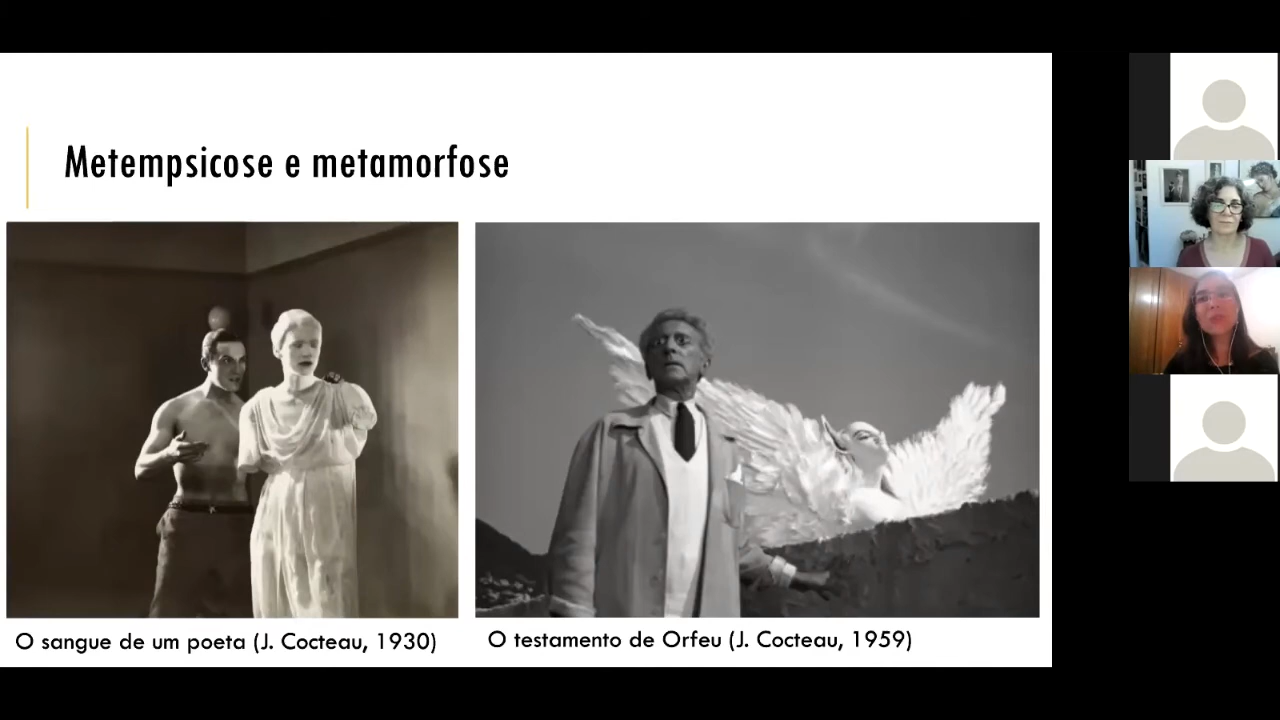 Metempsicose e metamorfose
O sangue de um poeta (J. Cocteau, 1930)
O testamento de Orfeu (J. Cocteau, 1959)